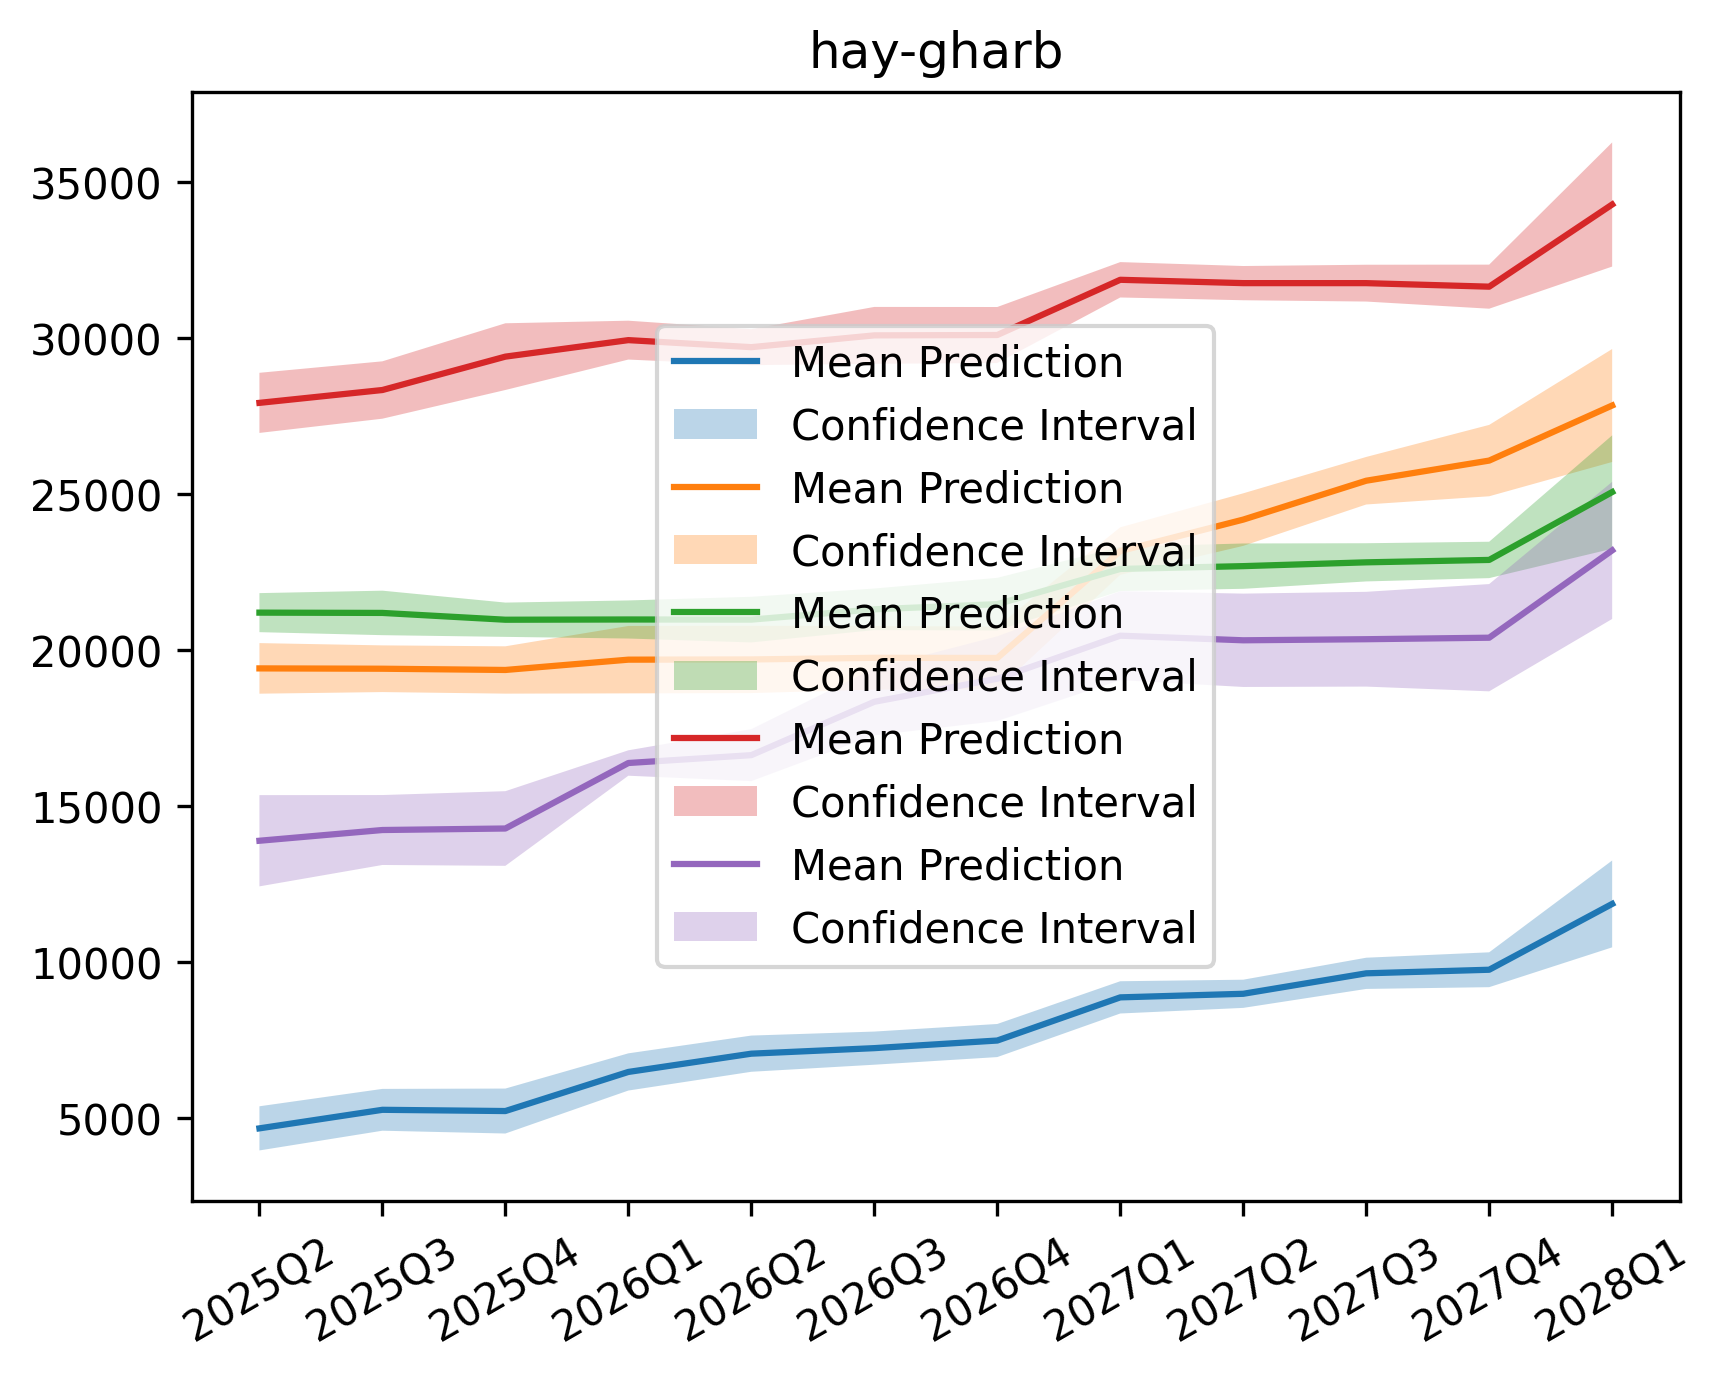 hay-gharb
35000
30000
25000
20000
15000
10000
5000
Mean Prediction
Confidence Interval
Mean Prediction
Confidence Interval
Mean Prediction
Confidence Interval
Mean Prediction
Confidence Interval
Mean Prediction
Confidence Interval
2025Q2 2025Q3 2025Q4 2026Q1 2026Q2 2026Q3 2026Q4 2027Q1 2027Q2 2027Q3 2027Q4 2028Q1